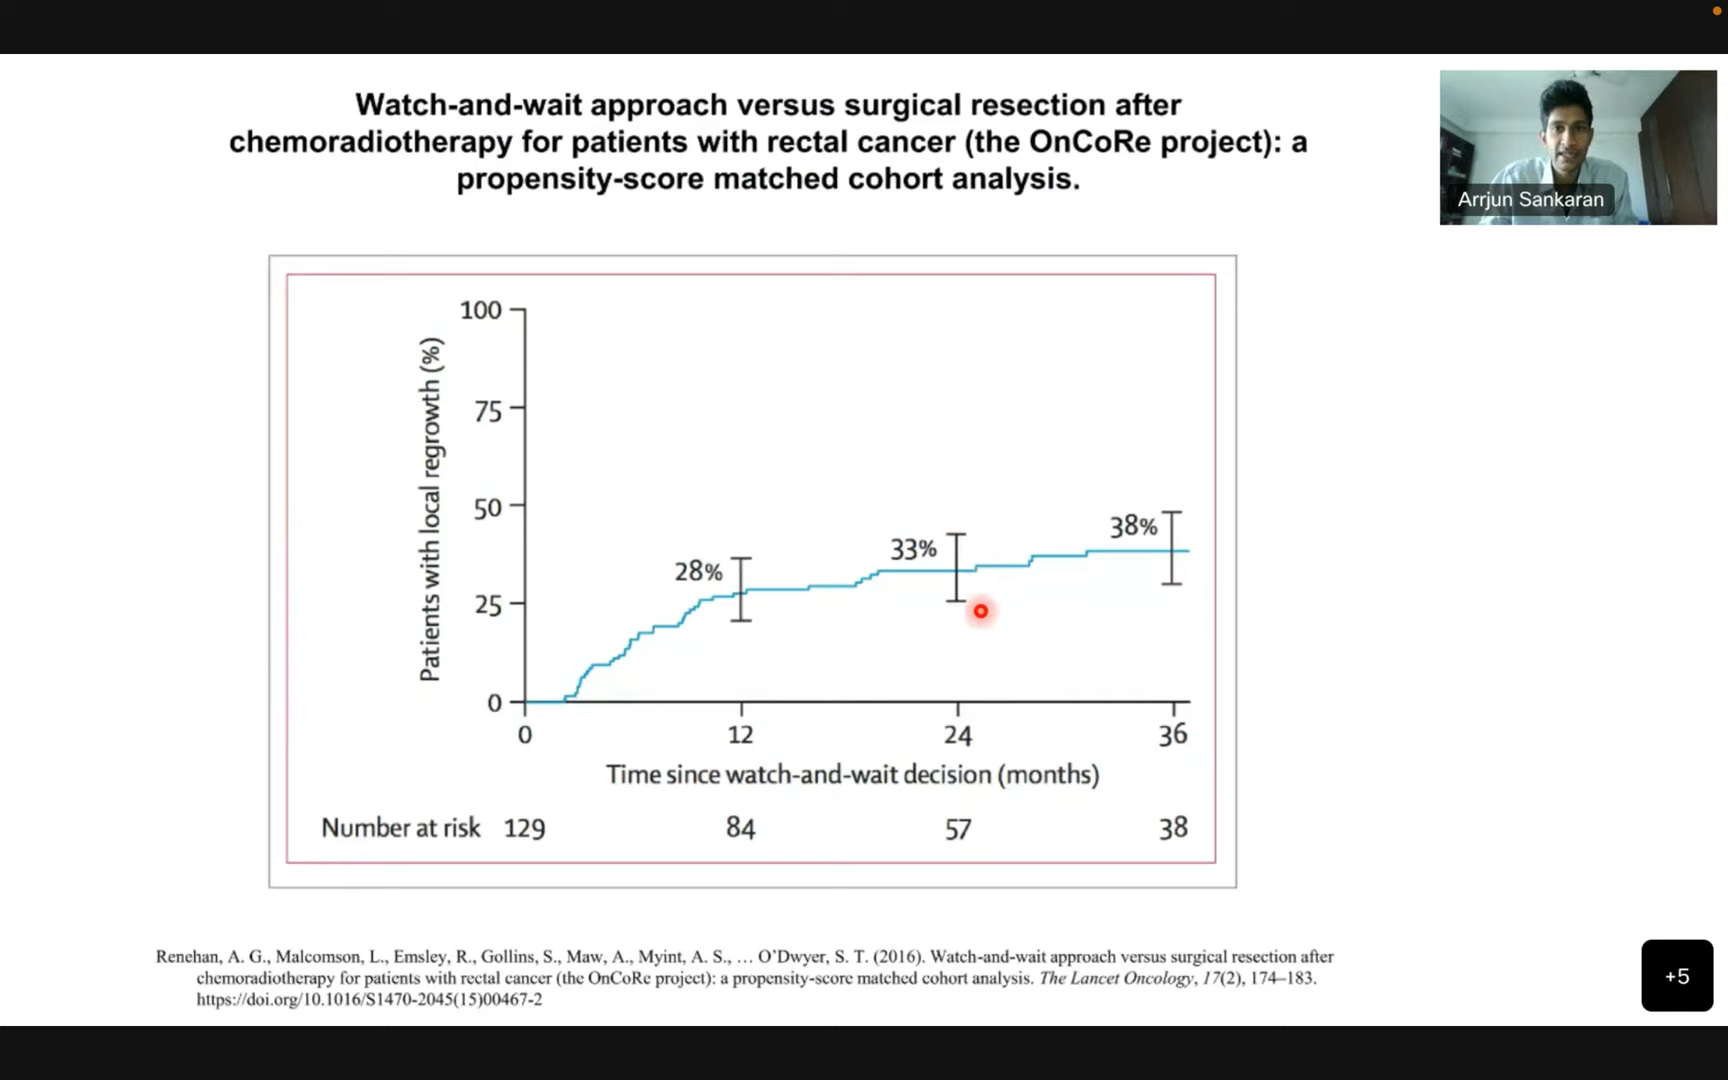 Watch-and-wait approach versus surgical resection after
chemoradiotherapy for patients with rectal cancer (the OnCoRe project): a
propensity-score matched cohort analysis.
Arrjun Sankaran
Patients with local regrowth (%)
100
75
50
25
0
28%
33%
38%
0 12 24 36
Time since watch-and-wait decision (months)
Number at risk 129 84 57 38
Renehan, A. G., Malcomson, L., Emsley, R., Gollins, S., Maw, A., Myint, A. S., … O’Dwyer, S. T. (2016). Watch-and-wait approach versus surgical resection after
chemoradiotherapy for patients with rectal cancer (the OnCoRe project): a propensity-score matched cohort analysis. The Lancet Oncology, 17(2), 174–183.
https://doi.org/10.1016/S1470-2045(15)00467-2
+5